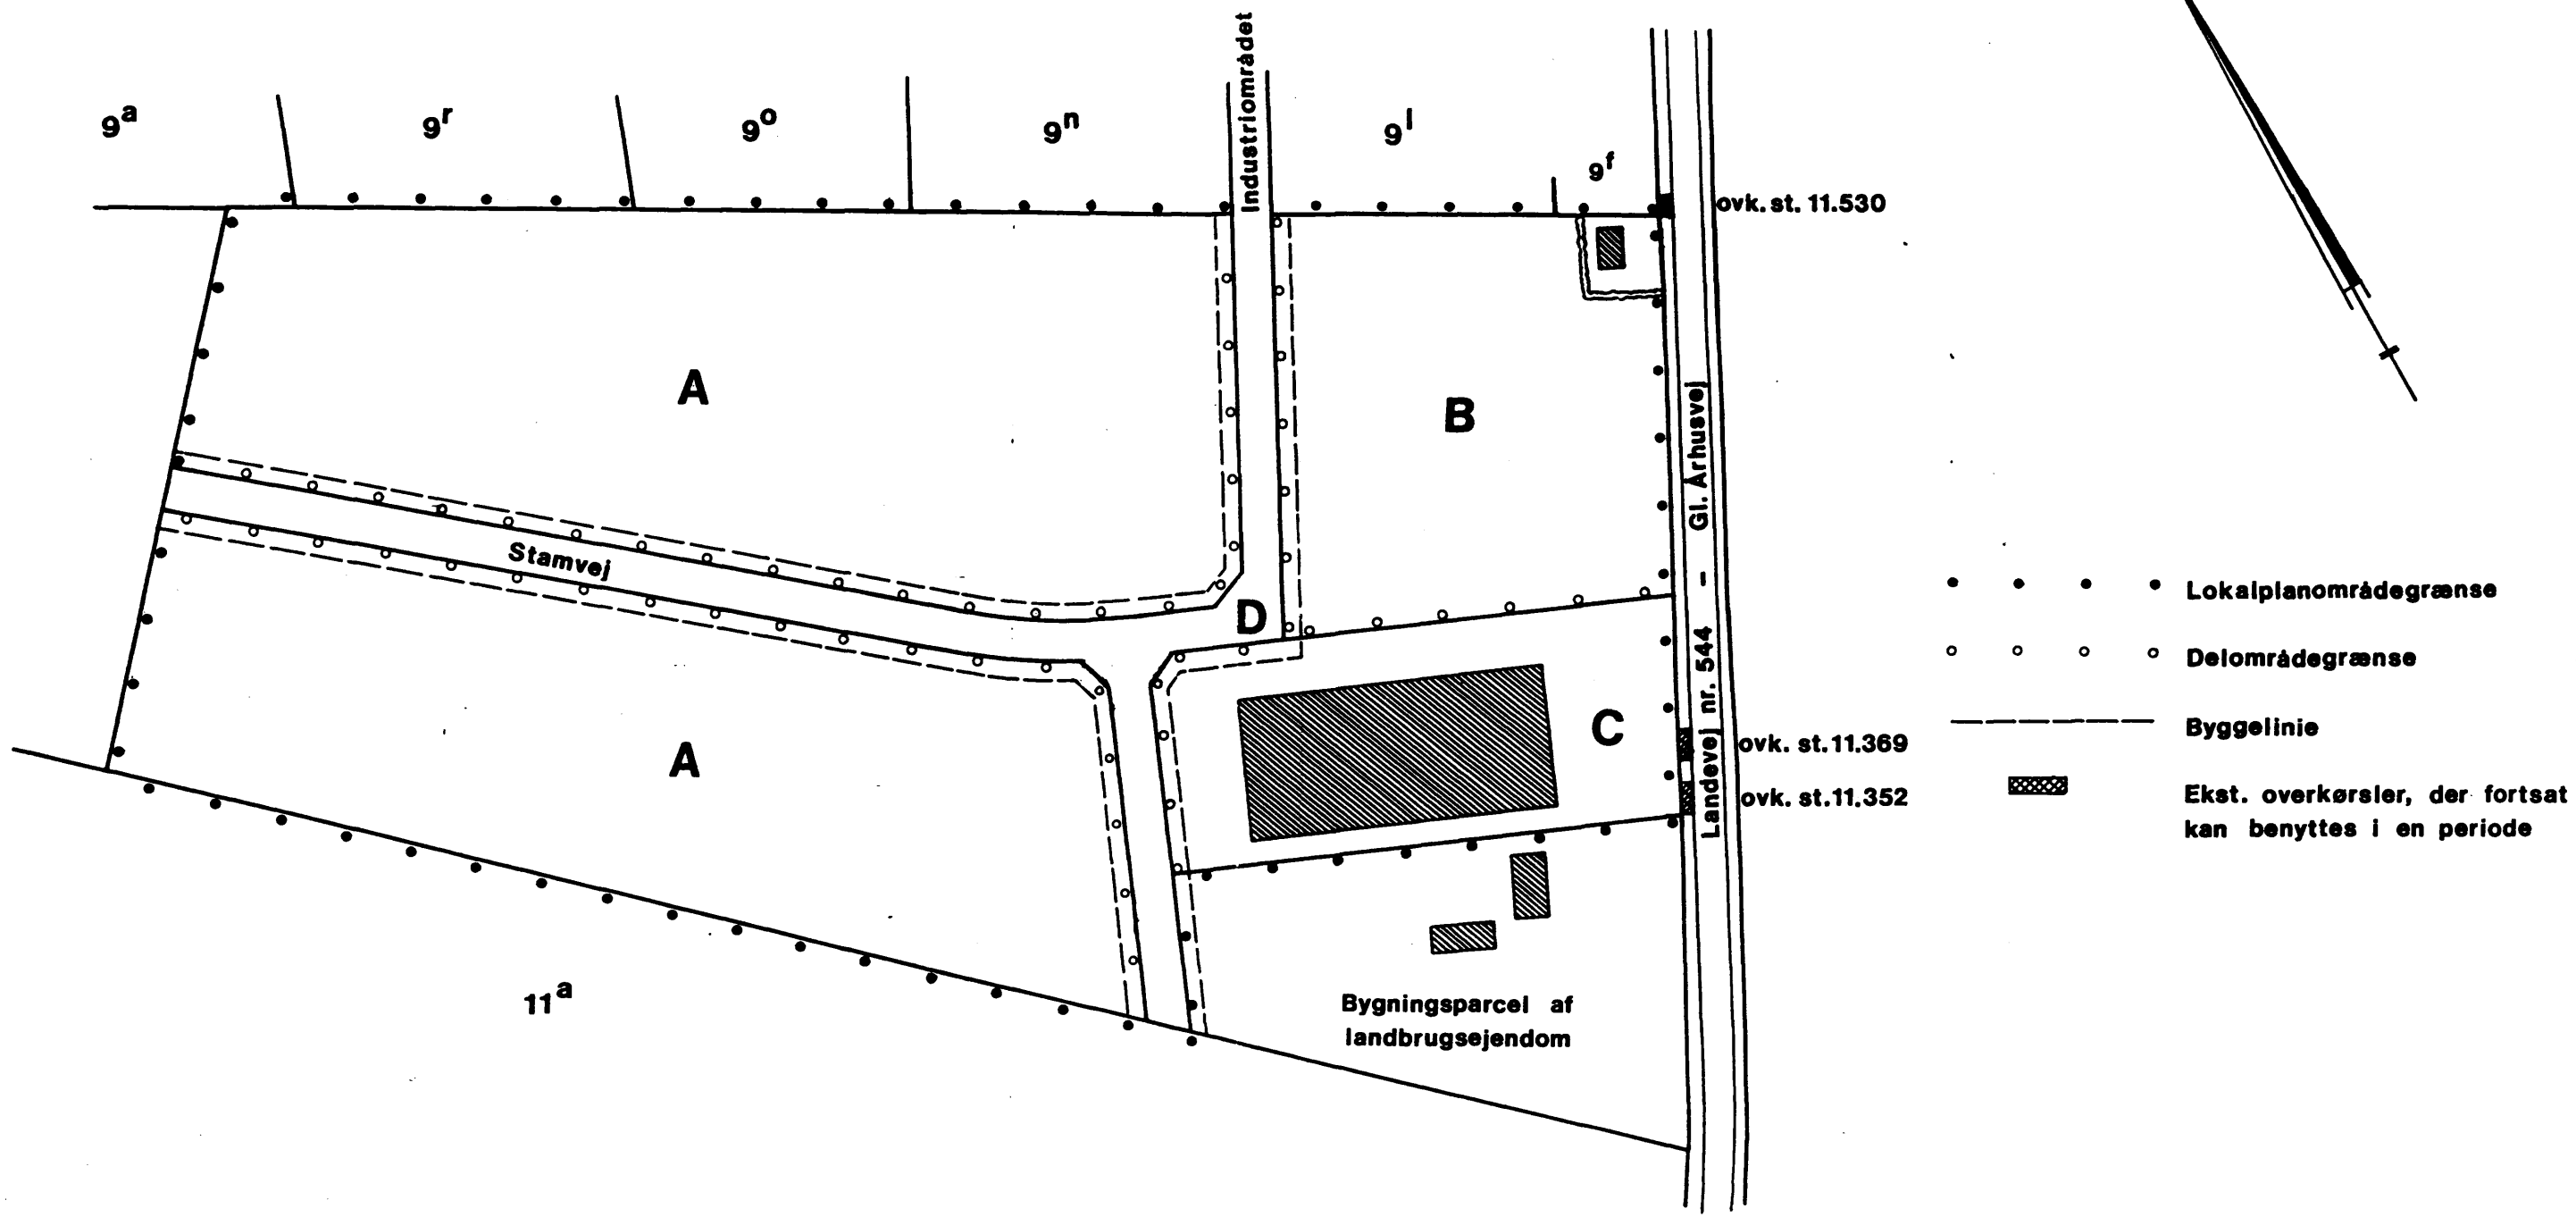 Industriområdet
9a
9r
9o
9n
9l
9f
ovk. st. 11.530
A
B
Gl. Århusvej
Stamvej
D
Landevej nr. 544 –
A
C
ovk. st. 11.369
ovk. st. 11.352
11a
Bygningsparcel af
landbrugsejendom
Lokalplanområdegrænse
Delområdegrænse
Byggelinie
Ekst. overkørsler, der fortsat
kan benyttes i en periode